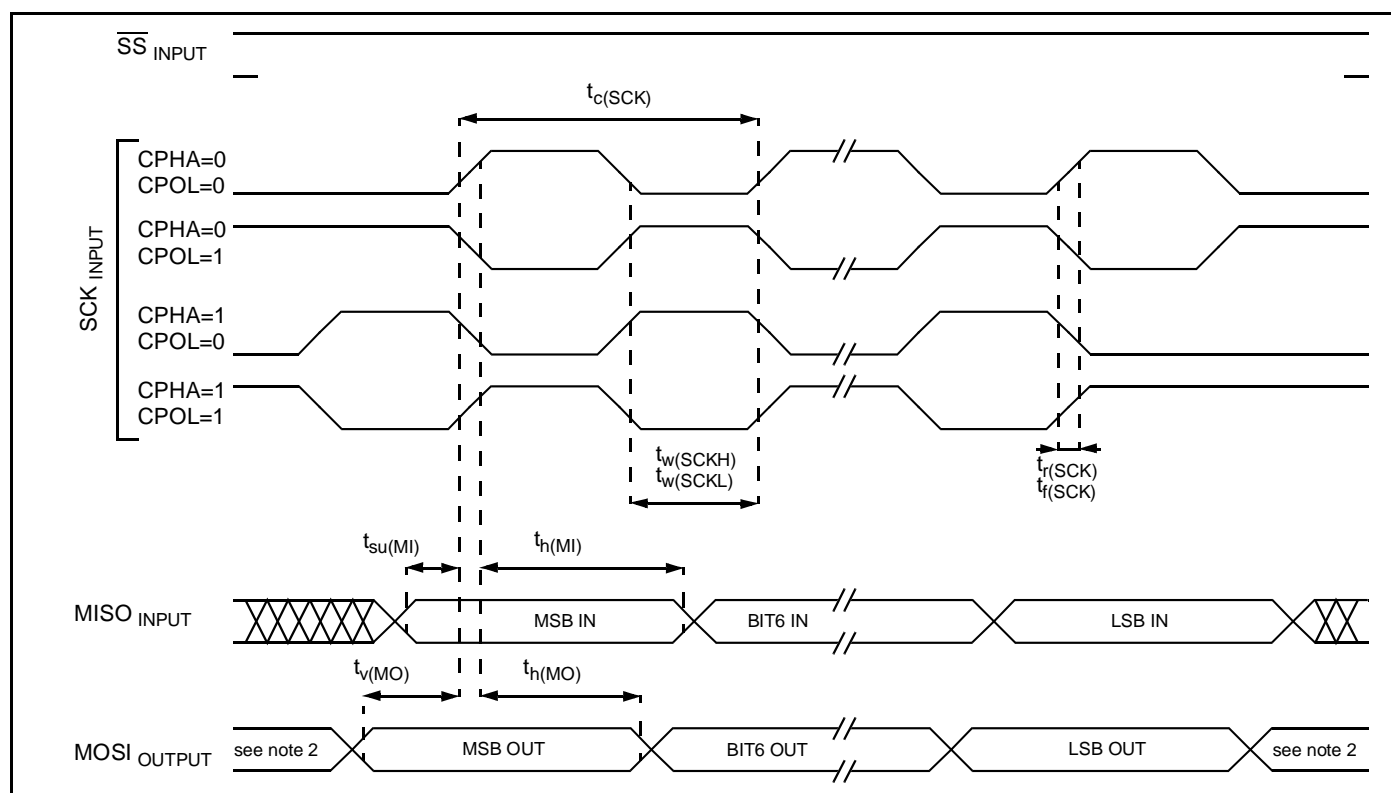 SS INPUT
tc(SCK)
SCK INPUT
CPHA=0
CPOL=0
CPHA=0
CPOL=1
CPHA=1
CPOL=0
CPHA=1
CPOL=1
tw(SCKH)
tw(SCKL)
tr(SCK)
tf(SCK)
tsu(MI)
th(MI)
MISO INPUT
MSB IN
BIT6 IN
LSB IN
tv(MO)
th(MO)
MOSI OUTPUT
see note 2
MSB OUT
BIT6 OUT
LSB OUT
see note 2